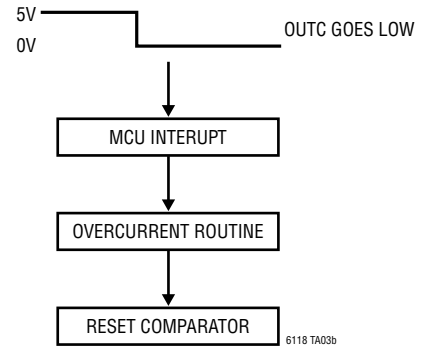 5V
0V
OUTC GOES LOW
MCU INTERUPT
OVERCURRENT ROUTINE
RESET COMPARATOR
6118 TA03b